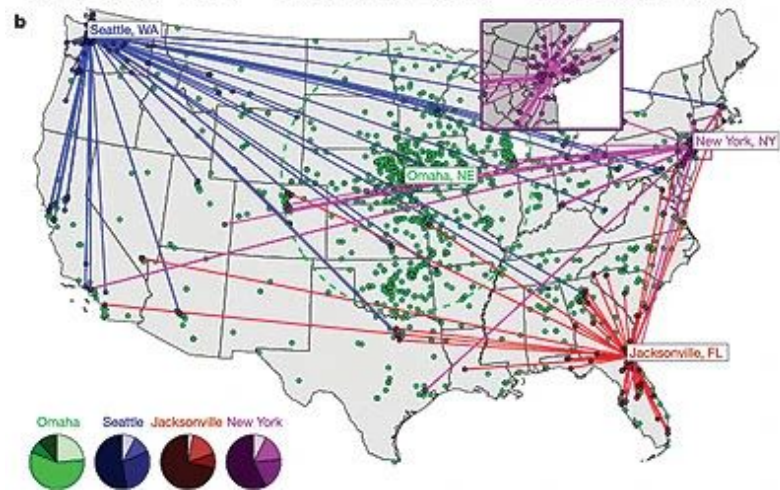 b
Seattle, WA
New York, NY
Omaha, NE
Jacksonville, FL
Omaha Seattle Jacksonville New York